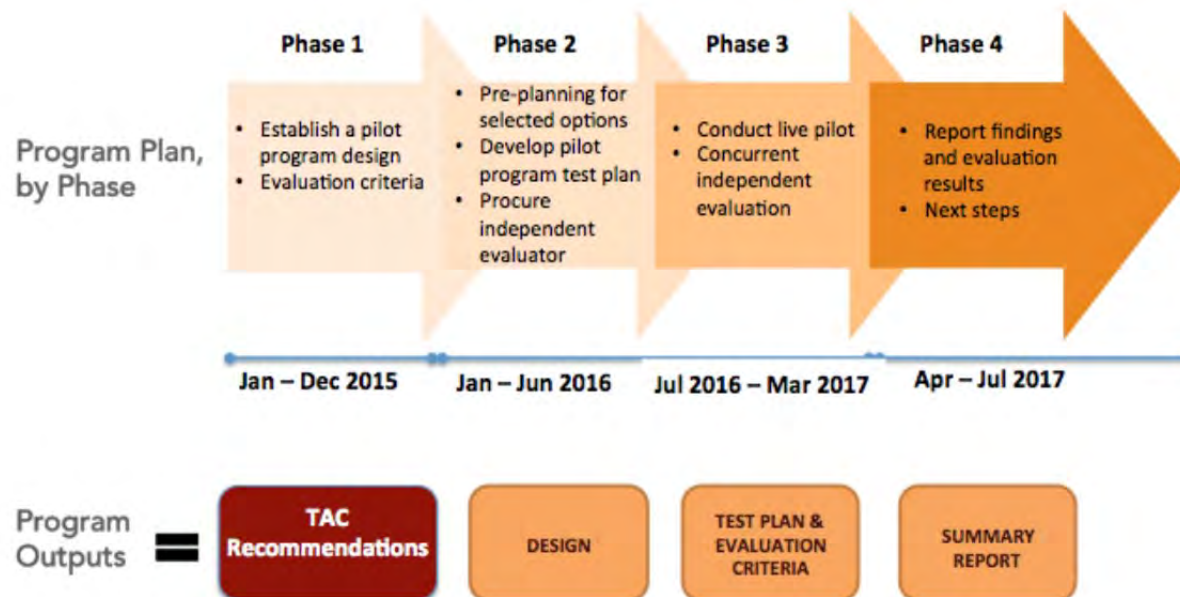 Phase 1
Phase 2
Phase 3
Phase 4
Program Plan,
by Phase
• Establish a pilot
program design
• Evaluation criteria
• Pre-planning for
selected options
• Develop pilot
program test plan
• Procure
independent
evaluator
• Conduct live pilot
• Concurrent
independent
evaluation
• Report findings
and evaluation
results
• Next steps
Jan – Dec 2015
Jan – Jun 2016
Jul 2016 – Mar 2017
Apr – Jul 2017
Program
Outputs
=
TAC
Recommendations
DESIGN
TEST PLAN &
EVALUATION
CRITERIA
SUMMARY
REPORT